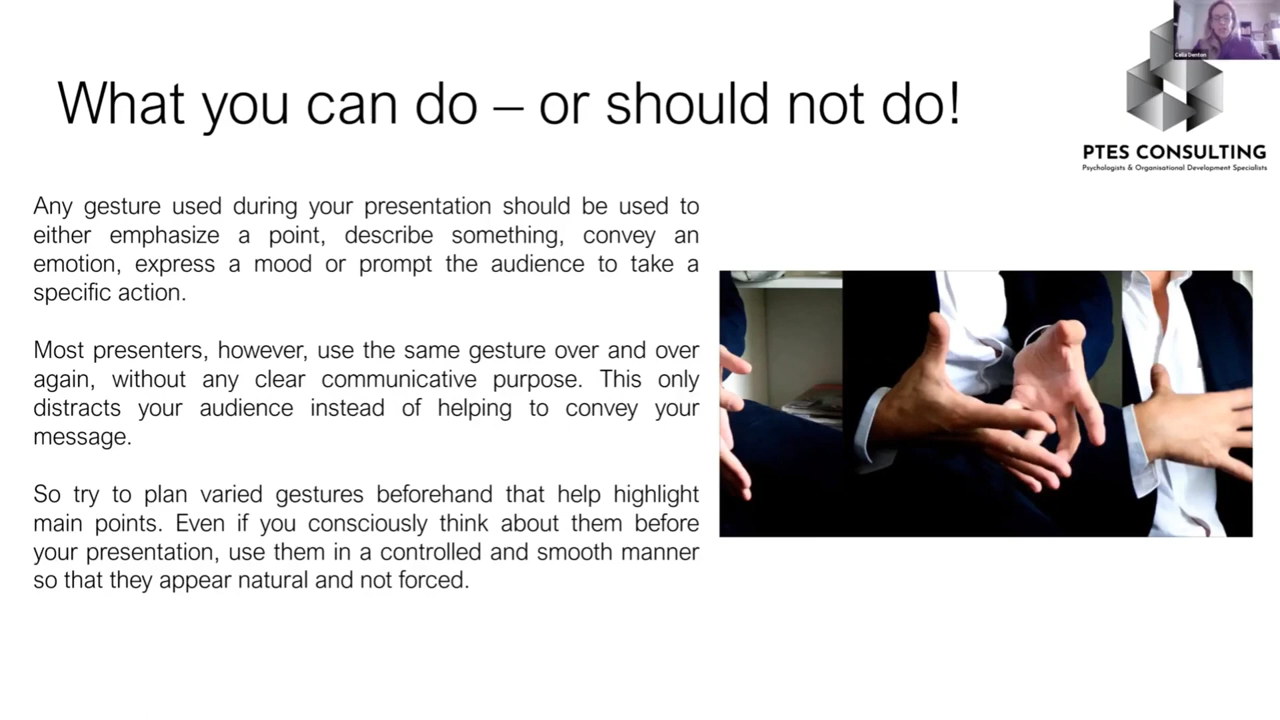 What you can do – or should not do!
Celia Denton
PTES CONSULTING
Psychologists & Organisational Development Specialists
Any gesture used during your presentation should be used to
either emphasize a point, describe something, convey an
emotion, express a mood or prompt the audience to take a
specific action.
Most presenters, however, use the same gesture over and over
again, without any clear communicative purpose. This only
distracts your audience instead of helping to convey your
message.
So try to plan varied gestures beforehand that help highlight
main points. Even if you consciously think about them before
your presentation, use them in a controlled and smooth manner
so that they appear natural and not forced.